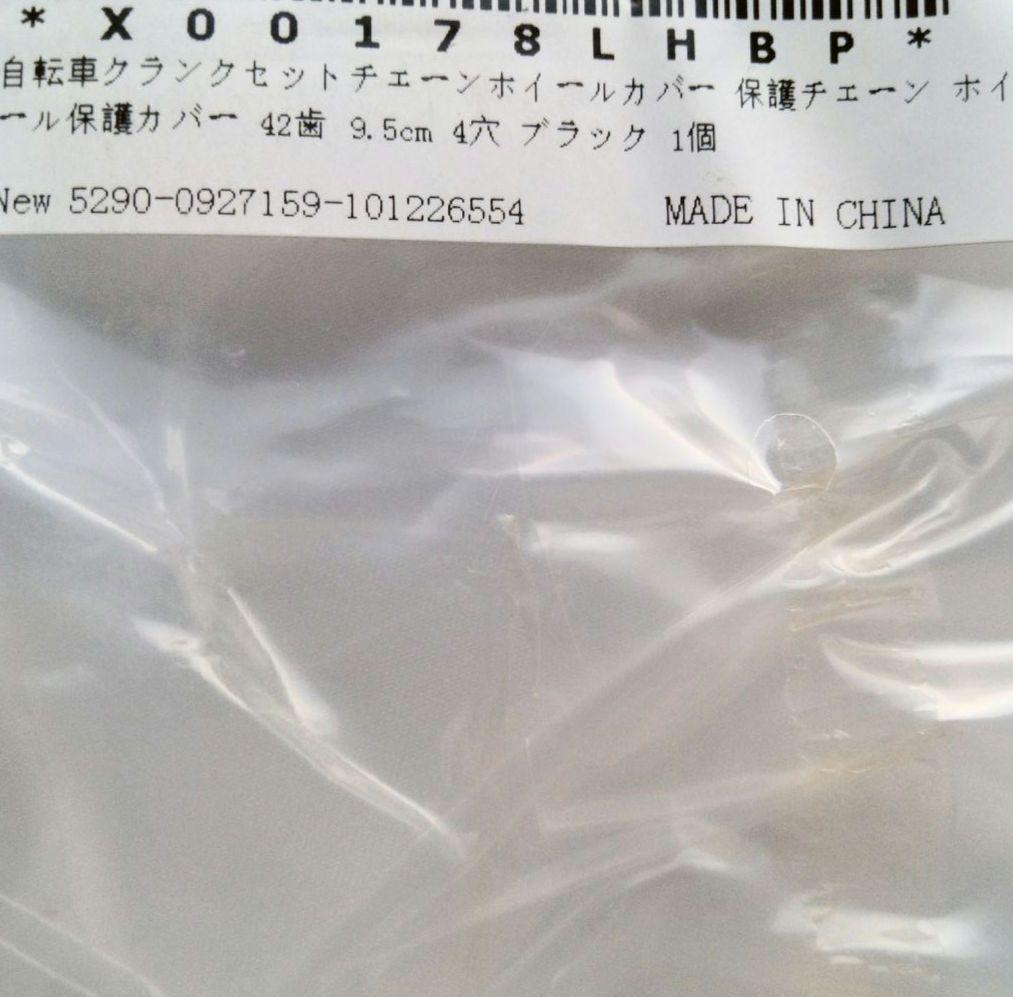 * X 0 0 1 7 8 L H B P *
自転車クランクセットチェーンホイールカバー 保護チェーン ホイ
ール保護カバー 42歯 9.5cm 4穴 ブラック 1個
New 5290-0927159-101226554 MADE IN CHINA